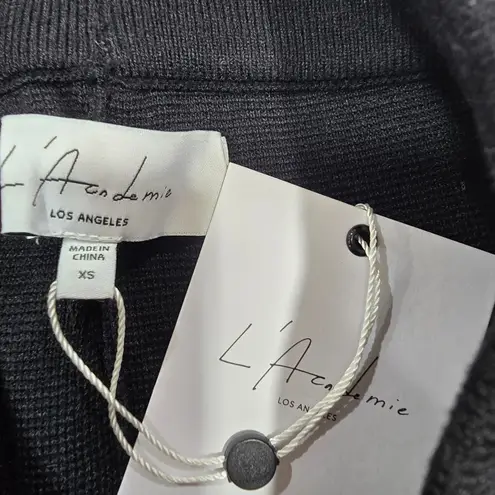 L'Academie
LOS ANGELES
MADE IN
CHINA
XS
L'Academie
LOS ANGELES